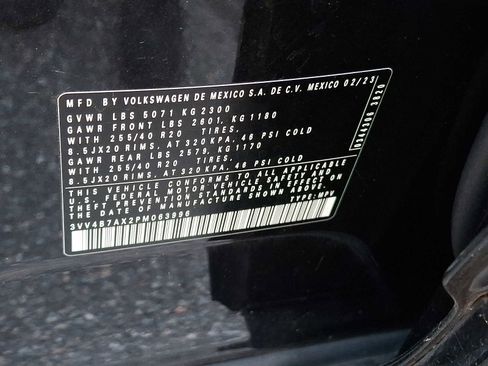 MFD. BY VOLKSWAGEN DE MEXICO S.A. DE C.V. MEXICO 02/23
GVWR LBS 5071 KG 2300
GAWR FRONT LBS 2601, KG 1180
WITH 255/40 R20 TIRES,
8.5JX20 RIMS, AT 320 KPA, 46 PSI COLD
GAWR REAR LBS 2579, KG 1170
WITH 255/40 R20 TIRES,
8.5JX20 RIMS, AT 320 KPA, 46 PSI COLD
THIS VEHICLE CONFORMS TO ALL APPLICABLE
U.S. FEDERAL MOTOR VEHICLE SAFETY AND
THEFT PREVENTION STANDARDS IN EFFECT ON
THE DATE OF MANUFACTURE SHOWN ABOVE.
3VV4B7AX2PM063996 TYPE: MPV